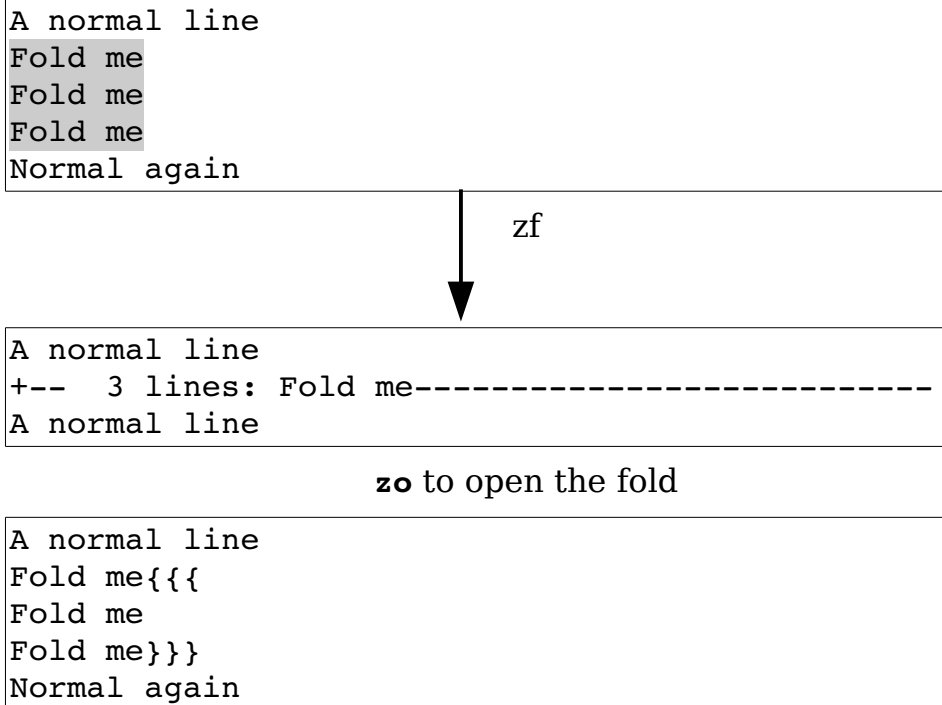 A normal line
Fold me
Fold me
Fold me
Normal again
zf
A normal line
+--  3 lines: Fold me---------------------------
A normal line
zo to open the fold
A normal line
Fold me{{{
Fold me
Fold me}}}
Normal again